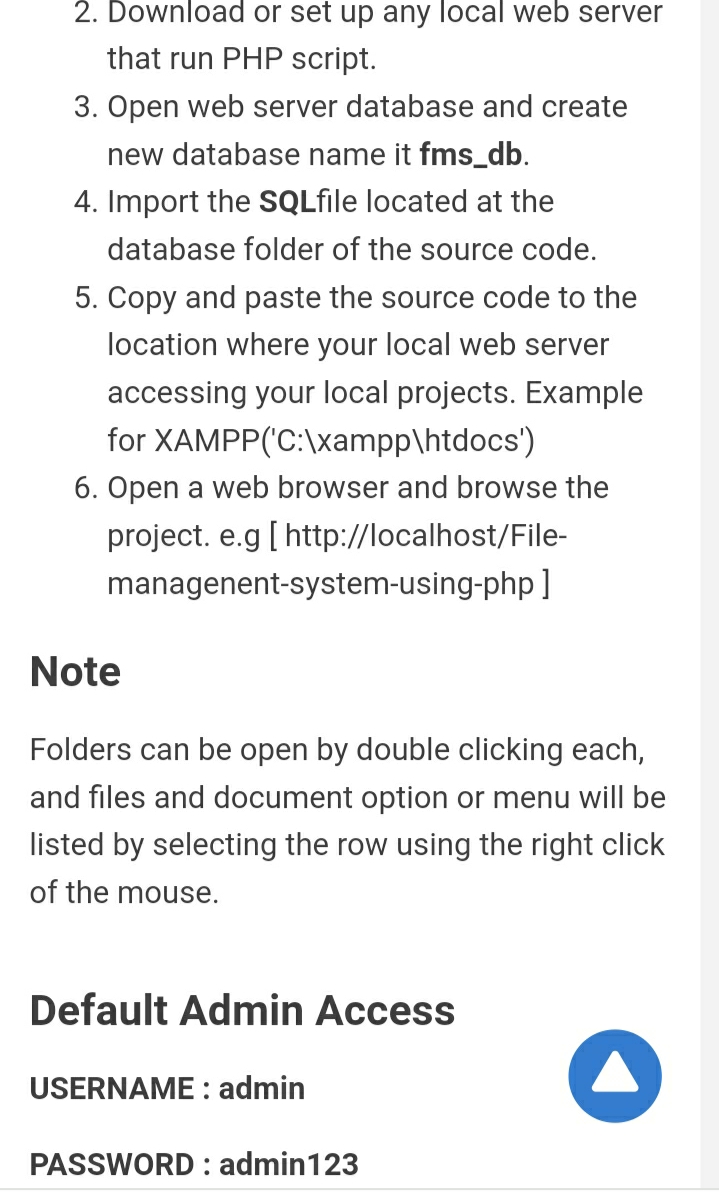 2. Download or set up any local web server
that run PHP script.
3. Open web server database and create
new database name it fms_db.
4. Import the SQLfile located at the
database folder of the source code.
5. Copy and paste the source code to the
location where your local web server
accessing your local projects. Example
for XAMPP('C:\xampp\htdocs')
6. Open a web browser and browse the
project. e.g [ http://localhost/File-
managenent-system-using-php ]
Note
Folders can be open by double clicking each,
and files and document option or menu will be
listed by selecting the row using the right click
of the mouse.
Default Admin Access
USERNAME : admin
PASSWORD : admin123